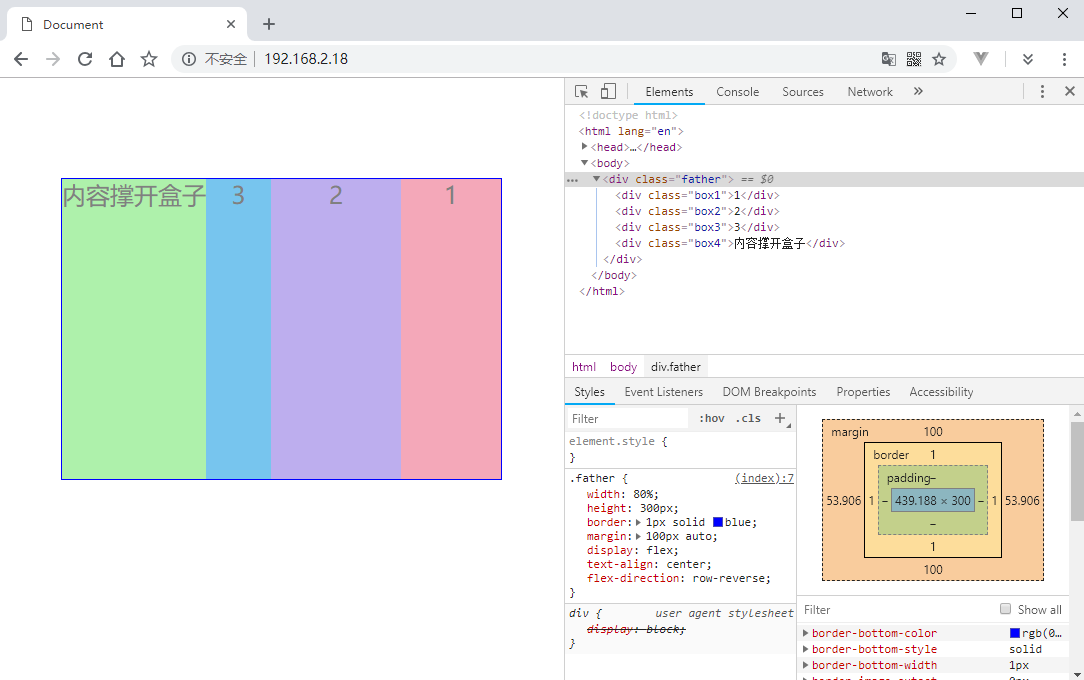 Document
不安全 192.168.2.18
内容撑开盒子 3 2 1
Elements Console Sources Network »
<!doctype html>
<html lang="en">
<head>…</head>
<body>
… <div class="father"> == $0
<div class="box1">1</div>
<div class="box2">2</div>
<div class="box3">3</div>
<div class="box4">内容撑开盒子</div>
</div>
</body>
</html>
html body div.father
Styles Event Listeners DOM Breakpoints Properties Accessibility
Filter :hov .cls +
element.style {
}
.father { (index):7
width: 80%;
height: 300px;
border: 1px solid blue;
margin: 100px auto;
display: flex;
text-align: center;
flex-direction: row-reverse;
}
div { user agent stylesheet
display: block;
}
margin 100
border 1
padding–
53.906 1 – 439.188 × 300 – 1 53.906
–
1
100
Filter Show all
border-bottom-color rgb(0…
border-bottom-style solid
border-bottom-width 1px